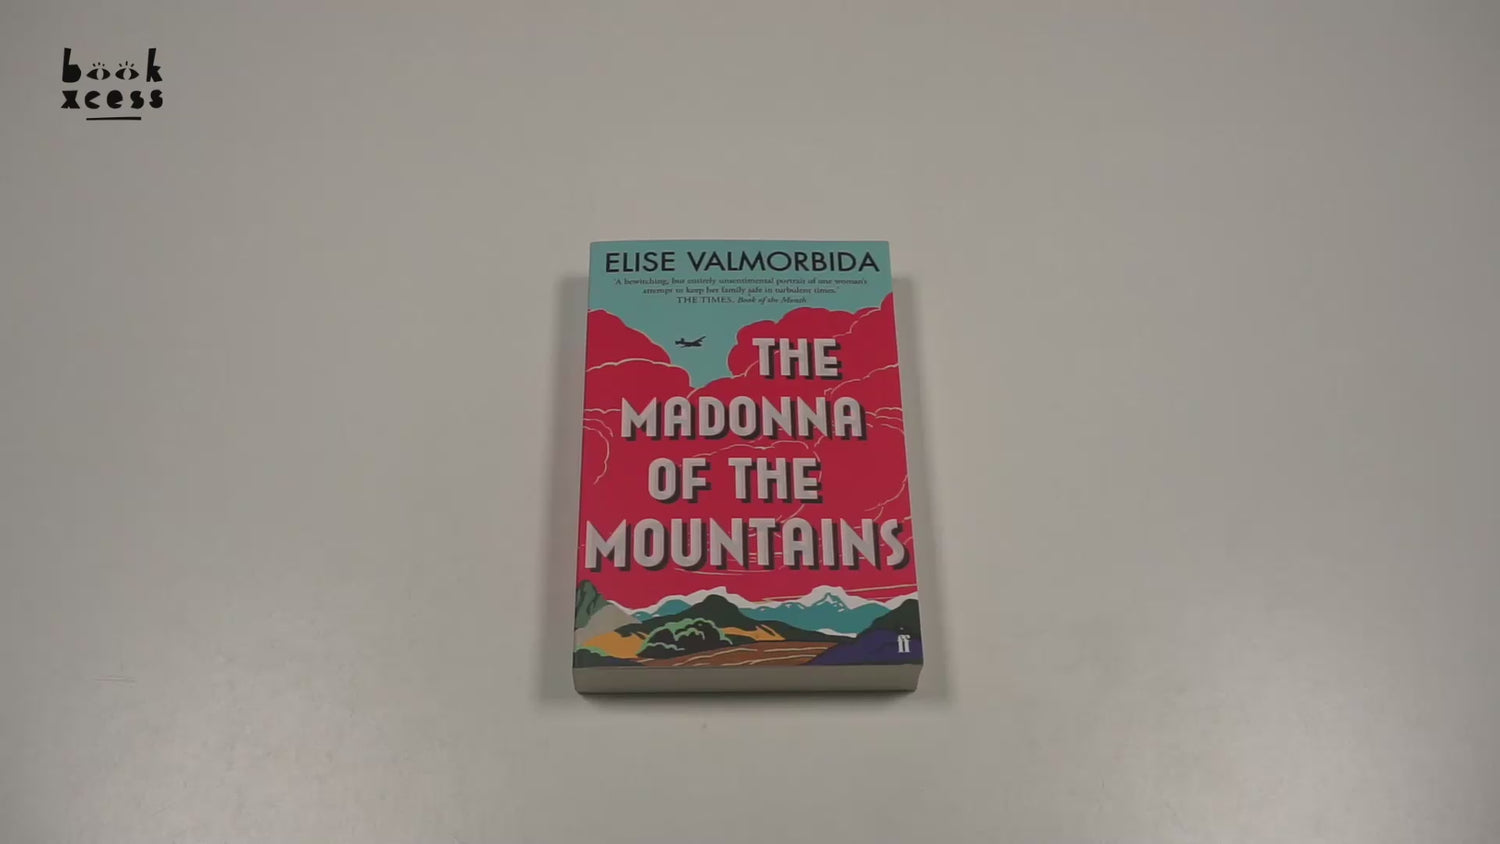 book
xcess
ELISE VALMORBIDA
'A bewitching, but entirely unsentimental portrait of one woman's
attempt to keep her family safe in turbulent times.'
THE TIMES, Book of the Month
THE
MADONNA
OF THE
MOUNTAINS
ff